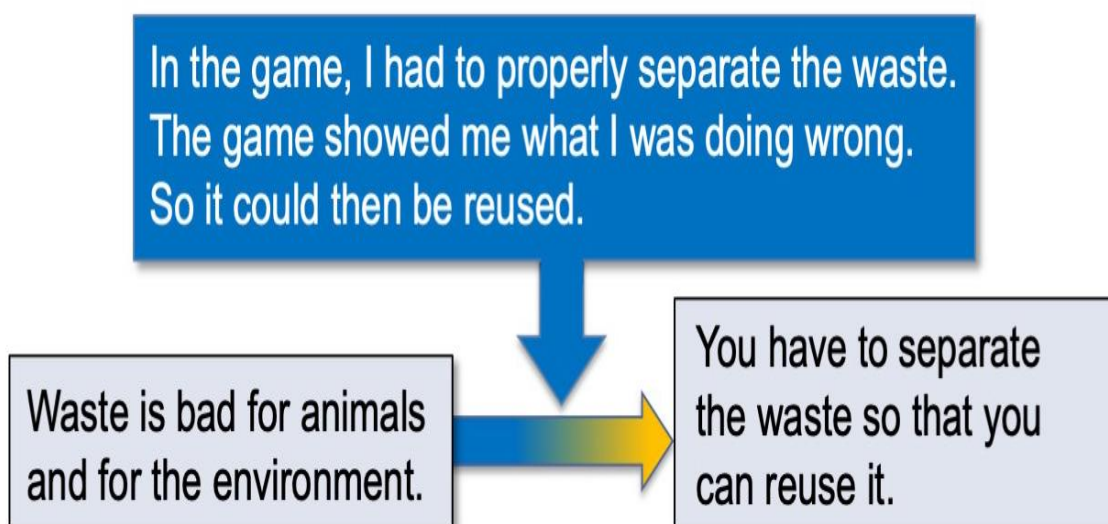 In the game, I had to properly separate the waste.
The game showed me what I was doing wrong.
So it could then be reused.
Waste is bad for animals
and for the environment.
You have to separate
the waste so that you
can reuse it.